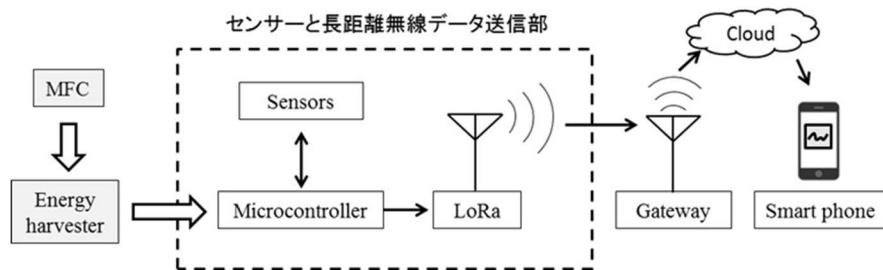 センサーと長距離無線データ送信部
Cloud
MFC
Sensors
Energy
harvester
Microcontroller
LoRa
Gateway
Smart phone